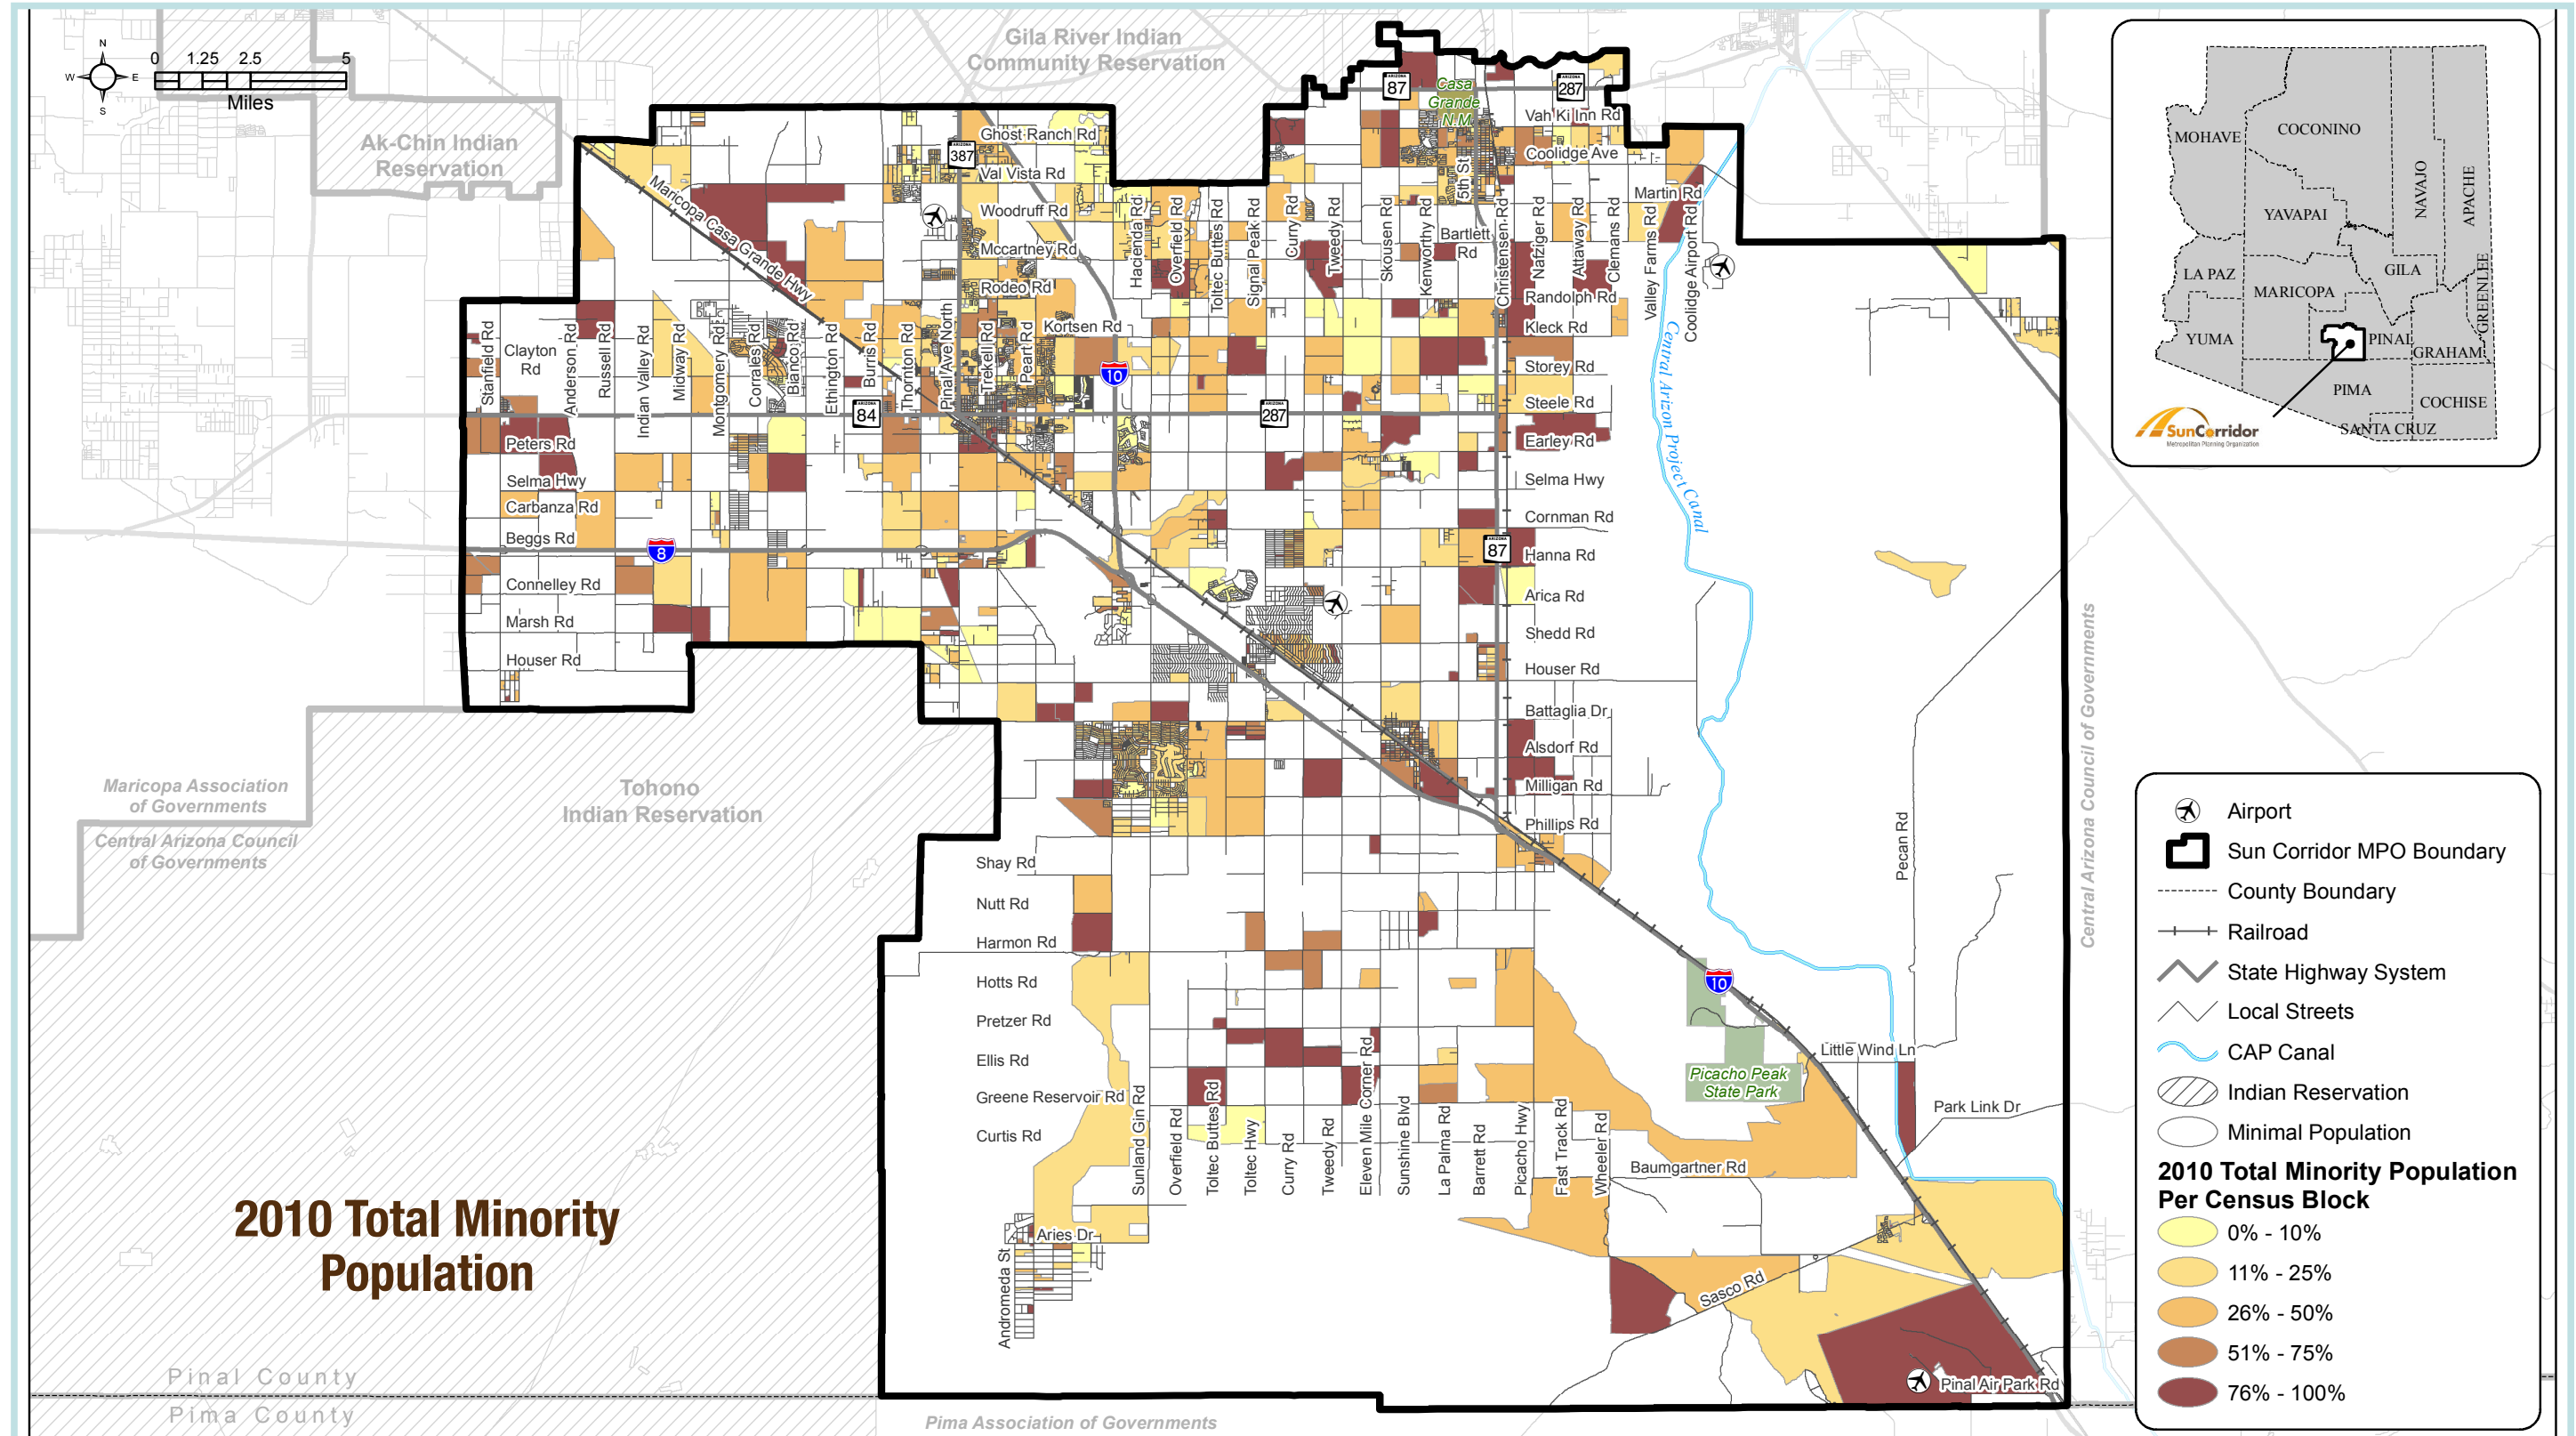 N
W
E
S
0 1.25 2.5 5
Miles
Gila River Indian
Community Reservation
Ak-Chin Indian
Reservation
ARIZONA
87
Casa
Grande
N.M.
ARIZONA
287
Vah Ki Inn Rd
Ghost Ranch Rd
ARIZONA
387
Val Vista Rd
Coolidge Ave
5th St
Martin Rd
Maricopa Casa Grande Hwy
Woodruff Rd
Mccartney Rd
Rodeo Rd
Kortsen Rd
Hacienda Rd
Overfield Rd
Toltec Buttes Rd
Signal Peak Rd
Curry Rd
Tweedy Rd
Skousen Rd
Kenworthy Rd
Bartlett
Rd
Christensen Rd
Nafziger Rd
Attaway Rd
Clemans Rd
Valley Farms Rd
Coolidge Airport Rd
Randolph Rd
Kleck Rd
Storey Rd
Steele Rd
Earley Rd
Selma Hwy
Cornman Rd
Hanna Rd
Arica Rd
Shedd Rd
Houser Rd
Battaglia Dr
Alsdorf Rd
Milligan Rd
Phillips Rd
Central Arizon Project Canal
Stanfield Rd
Clayton
Rd
Anderson Rd
Russell Rd
Indian Valley Rd
Midway Rd
Montgomery Rd
Corrales Rd
Bianco Rd
Ethington Rd
Burris Rd
Thornton Rd
Pinal Ave North
Trekell Rd
Peart Rd
10
ARIZONA
84
ARIZONA
287
Peters Rd
Selma Hwy
Carbanza Rd
Beggs Rd
8
ARIZONA
87
Connelley Rd
Marsh Rd
Houser Rd
Maricopa Association
of Governments
Central Arizona Council
of Governments
Tohono
Indian Reservation
Shay Rd
Nutt Rd
Harmon Rd
Hotts Rd
Pretzer Rd
Ellis Rd
Greene Reservoir Rd
Curtis Rd
Sunland Gin Rd
Overfield Rd
Toltec Buttes Rd
Toltec Hwy
Curry Rd
Tweedy Rd
Eleven Mile Corner Rd
Sunshine Blvd
La Palma Rd
Barrett Rd
Picacho Hwy
Fast Track Rd
Wheeler Rd
10
Picacho Peak
State Park
Little Wind Ln
Pecan Rd
Park Link Dr
Baumgartner Rd
Sasco Rd
Aries Dr
Andromeda St
Pinal Air Park Rd
Central Arizona Council of Governments
2010 Total Minority
Population
Pinal County
Pima County
Pima Association of Governments
MOHAVE
COCONINO
NAVAJO
APACHE
YAVAPAI
LA PAZ
GILA
MARICOPA
GREENLEE
YUMA
PINAL
GRAHAM
PIMA
COCHISE
SANTA CRUZ
SunCorridor
Metropolitan Planning Organization
Airport
Sun Corridor MPO Boundary
County Boundary
Railroad
State Highway System
Local Streets
CAP Canal
Indian Reservation
Minimal Population
2010 Total Minority Population
Per Census Block
0% - 10%
11% - 25%
26% - 50%
51% - 75%
76% - 100%